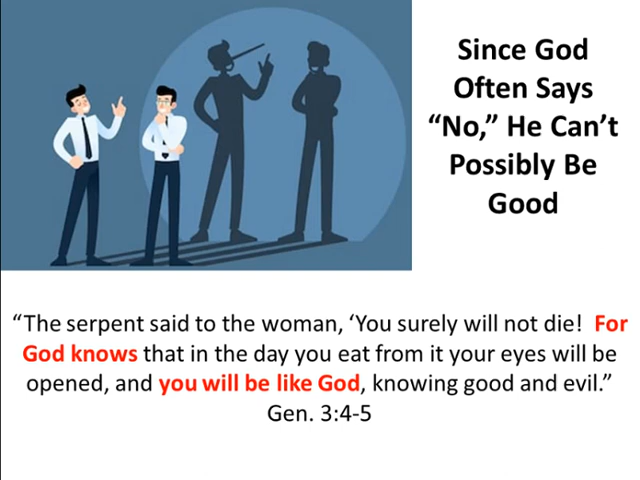 Since God
Often Says
“No,” He Can’t
Possibly Be
Good
“The serpent said to the woman, ‘You surely will not die!  For
God knows that in the day you eat from it your eyes will be
opened, and you will be like God, knowing good and evil.”
Gen. 3:4-5